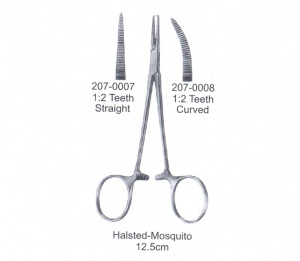 207-0007
1:2 Teeth
Straight
207-0008
1:2 Teeth
Curved
Halsted-Mosquito
12.5cm